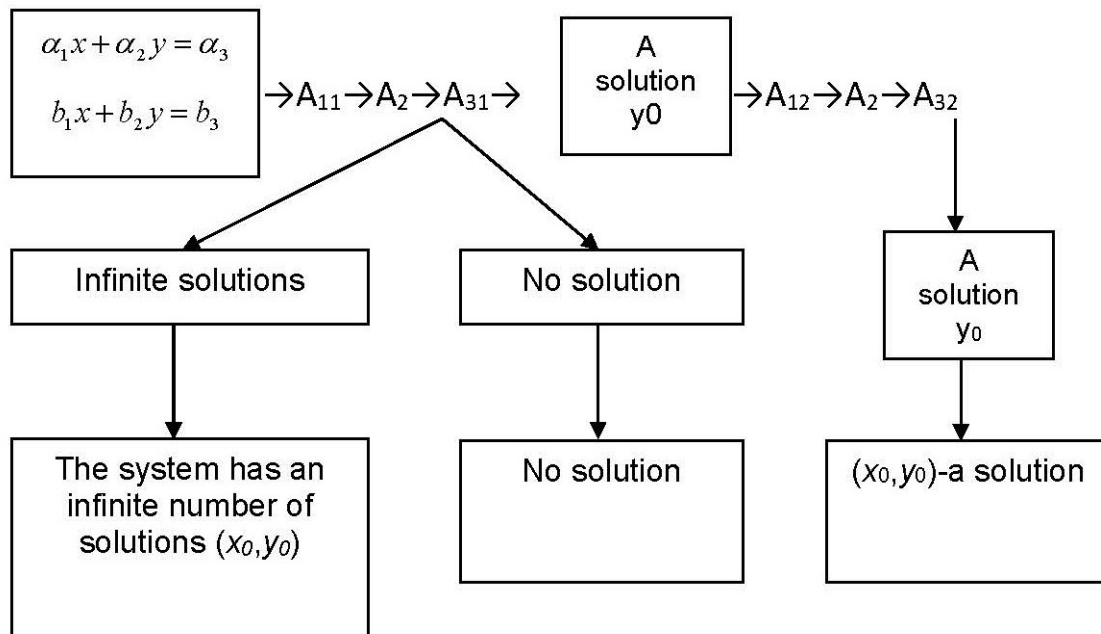 α₁x + α₂y = α₃
b₁x + b₂y = b₃
→A₁₁→A₂→A₃₁→
A
solution
y0
→A₁₂→A₂→A₃₂
Infinite solutions
No solution
A
solution
y₀
The system has an
infinite number of
solutions (x₀,y₀)
No solution
(x₀,y₀)-a solution